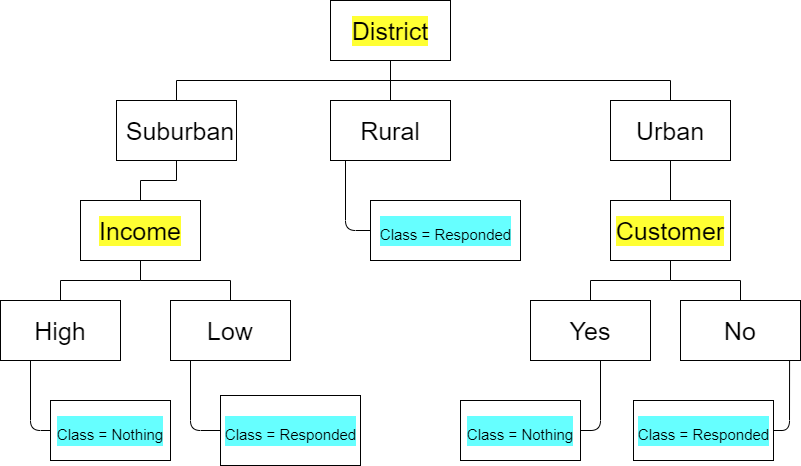 District
Suburban
Rural
Urban
Income
Class = Responded
Customer
High
Low
Yes
No
Class = Nothing
Class = Responded
Class = Nothing
Class = Responded